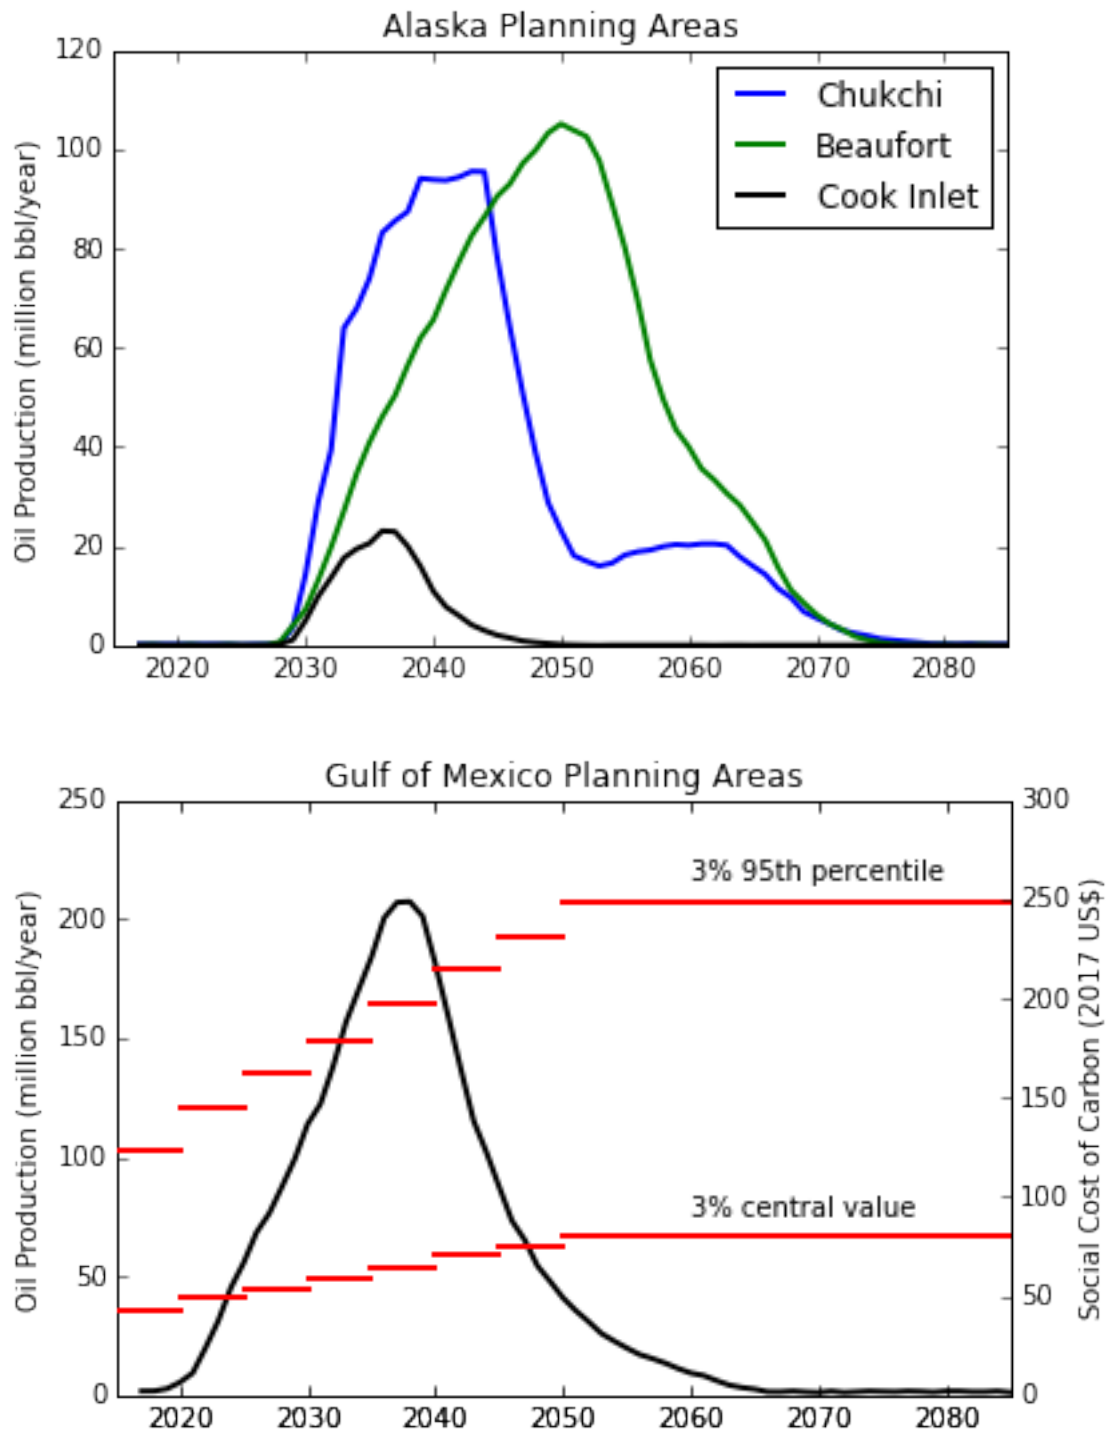 Alaska Planning Areas
120
100
80
60
40
20
0
Oil Production (million bbl/year)
Chukchi
Beaufort
Cook Inlet
2020 2030 2040 2050 2060 2070 2080
Gulf of Mexico Planning Areas
250
200
150
100
50
0
Oil Production (million bbl/year)
3% 95th percentile
3% central value
300
250
200
150
100
50
0
Social Cost of Carbon (2017 US$)
2020 2030 2040 2050 2060 2070 2080